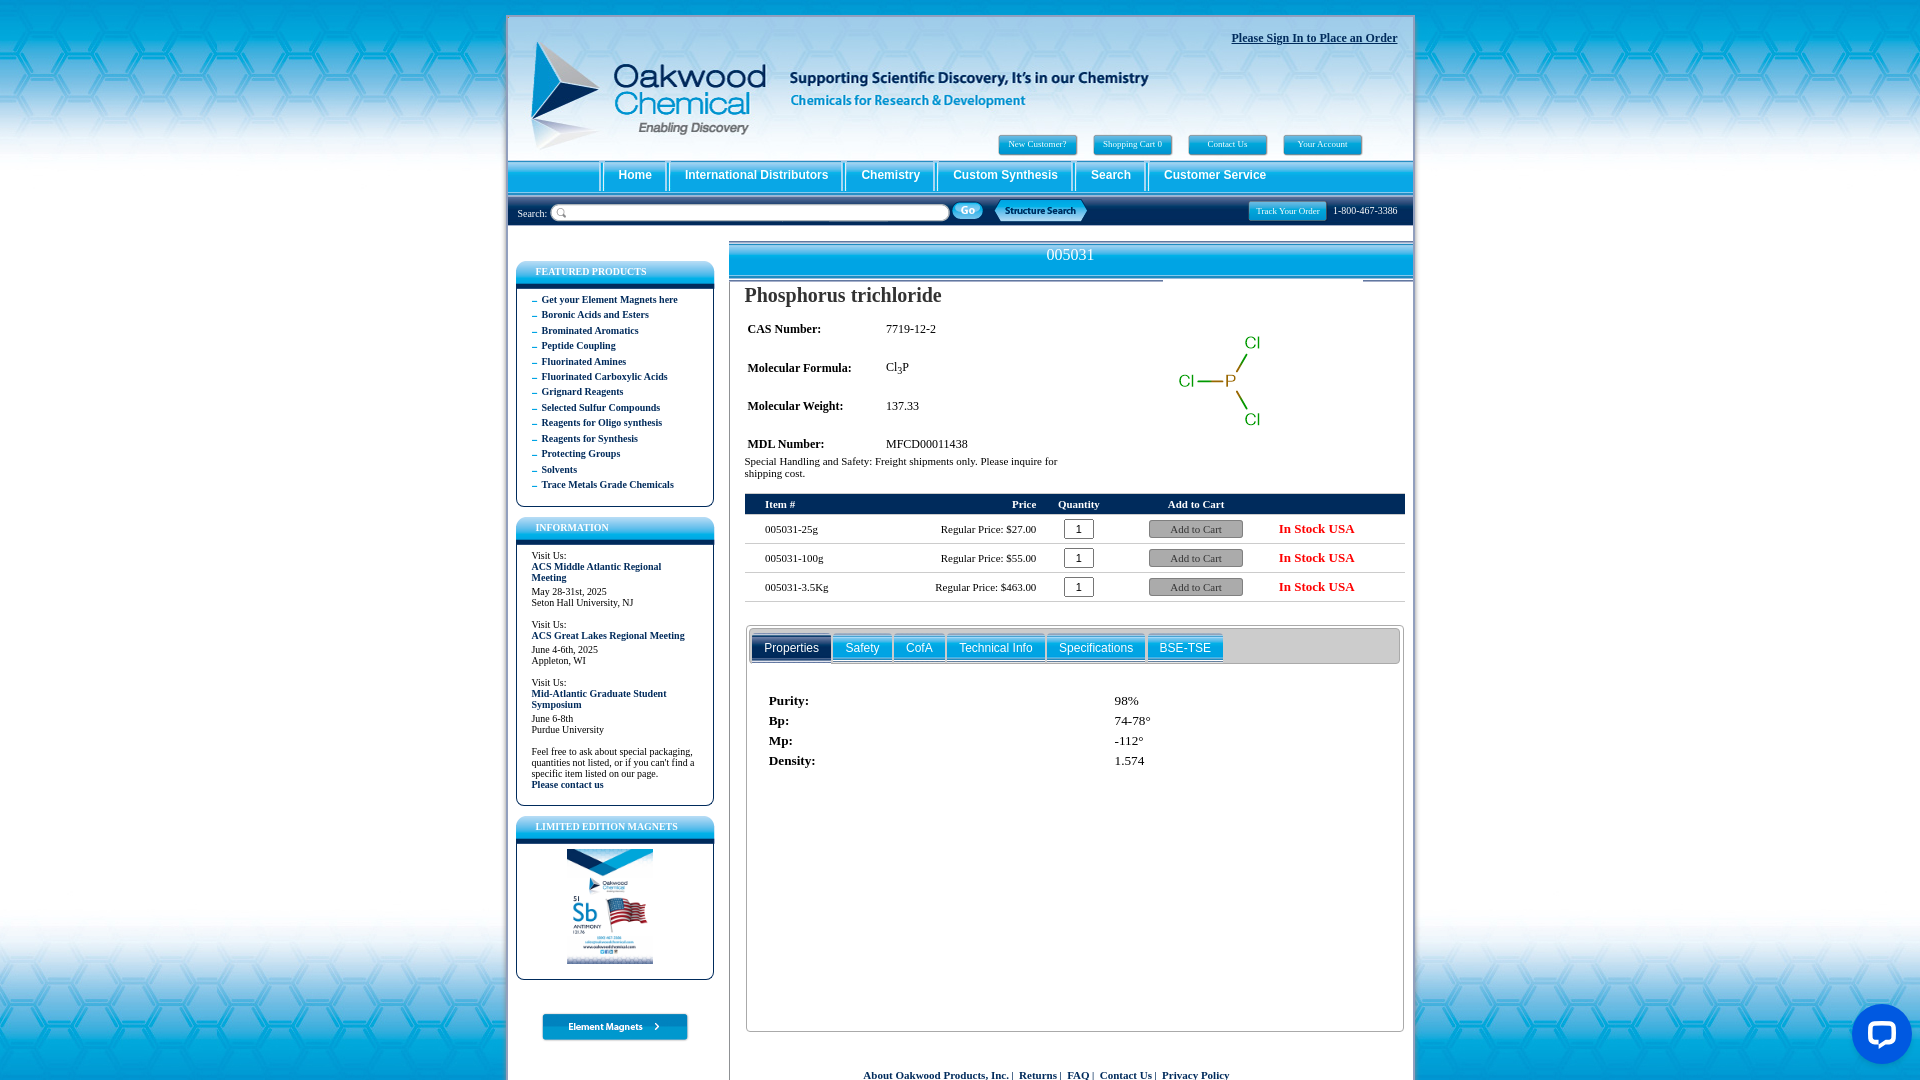 Please Sign In to Place an Order
Oakwood
Chemical
Enabling Discovery
Supporting Scientific Discovery, It's in our Chemistry
Chemicals for Research & Development
New Customer? Shopping Cart 0 Contact Us Your Account
Home International Distributors Chemistry Custom Synthesis Search Customer Service
Search: Go Structure Search Track Your Order 1-800-467-3386
FEATURED PRODUCTS
– Get your Element Magnets here
– Boronic Acids and Esters
– Brominated Aromatics
– Peptide Coupling
– Fluorinated Amines
– Fluorinated Carboxylic Acids
– Grignard Reagents
– Selected Sulfur Compounds
– Reagents for Oligo synthesis
– Reagents for Synthesis
– Protecting Groups
– Solvents
– Trace Metals Grade Chemicals
INFORMATION
Visit Us:
ACS Middle Atlantic Regional
Meeting
May 28-31st, 2025
Seton Hall University, NJ
Visit Us:
ACS Great Lakes Regional Meeting
June 4-6th, 2025
Appleton, WI
Visit Us:
Mid-Atlantic Graduate Student
Symposium
June 6-8th
Purdue University
Feel free to ask about special packaging,
quantities not listed, or if you can't find a
specific item listed on our page.
Please contact us
LIMITED EDITION MAGNETS
Oakwood
Chemical
51
Sb
ANTIMONY
Element Magnets
005031
Phosphorus trichloride
CAS Number: 7719-12-2
Molecular Formula: Cl3P
Molecular Weight: 137.33
MDL Number: MFCD00011438
Special Handling and Safety: Freight shipments only. Please inquire for
shipping cost.
Cl
Cl P
Cl
Item # Price Quantity Add to Cart
005031-25g Regular Price: $27.00 1 Add to Cart In Stock USA
005031-100g Regular Price: $55.00 1 Add to Cart In Stock USA
005031-3.5Kg Regular Price: $463.00 1 Add to Cart In Stock USA
Properties Safety CofA Technical Info Specifications BSE-TSE
Purity: 98%
Bp: 74-78°
Mp: -112°
Density: 1.574
About Oakwood Products, Inc. | Returns | FAQ | Contact Us | Privacy Policy